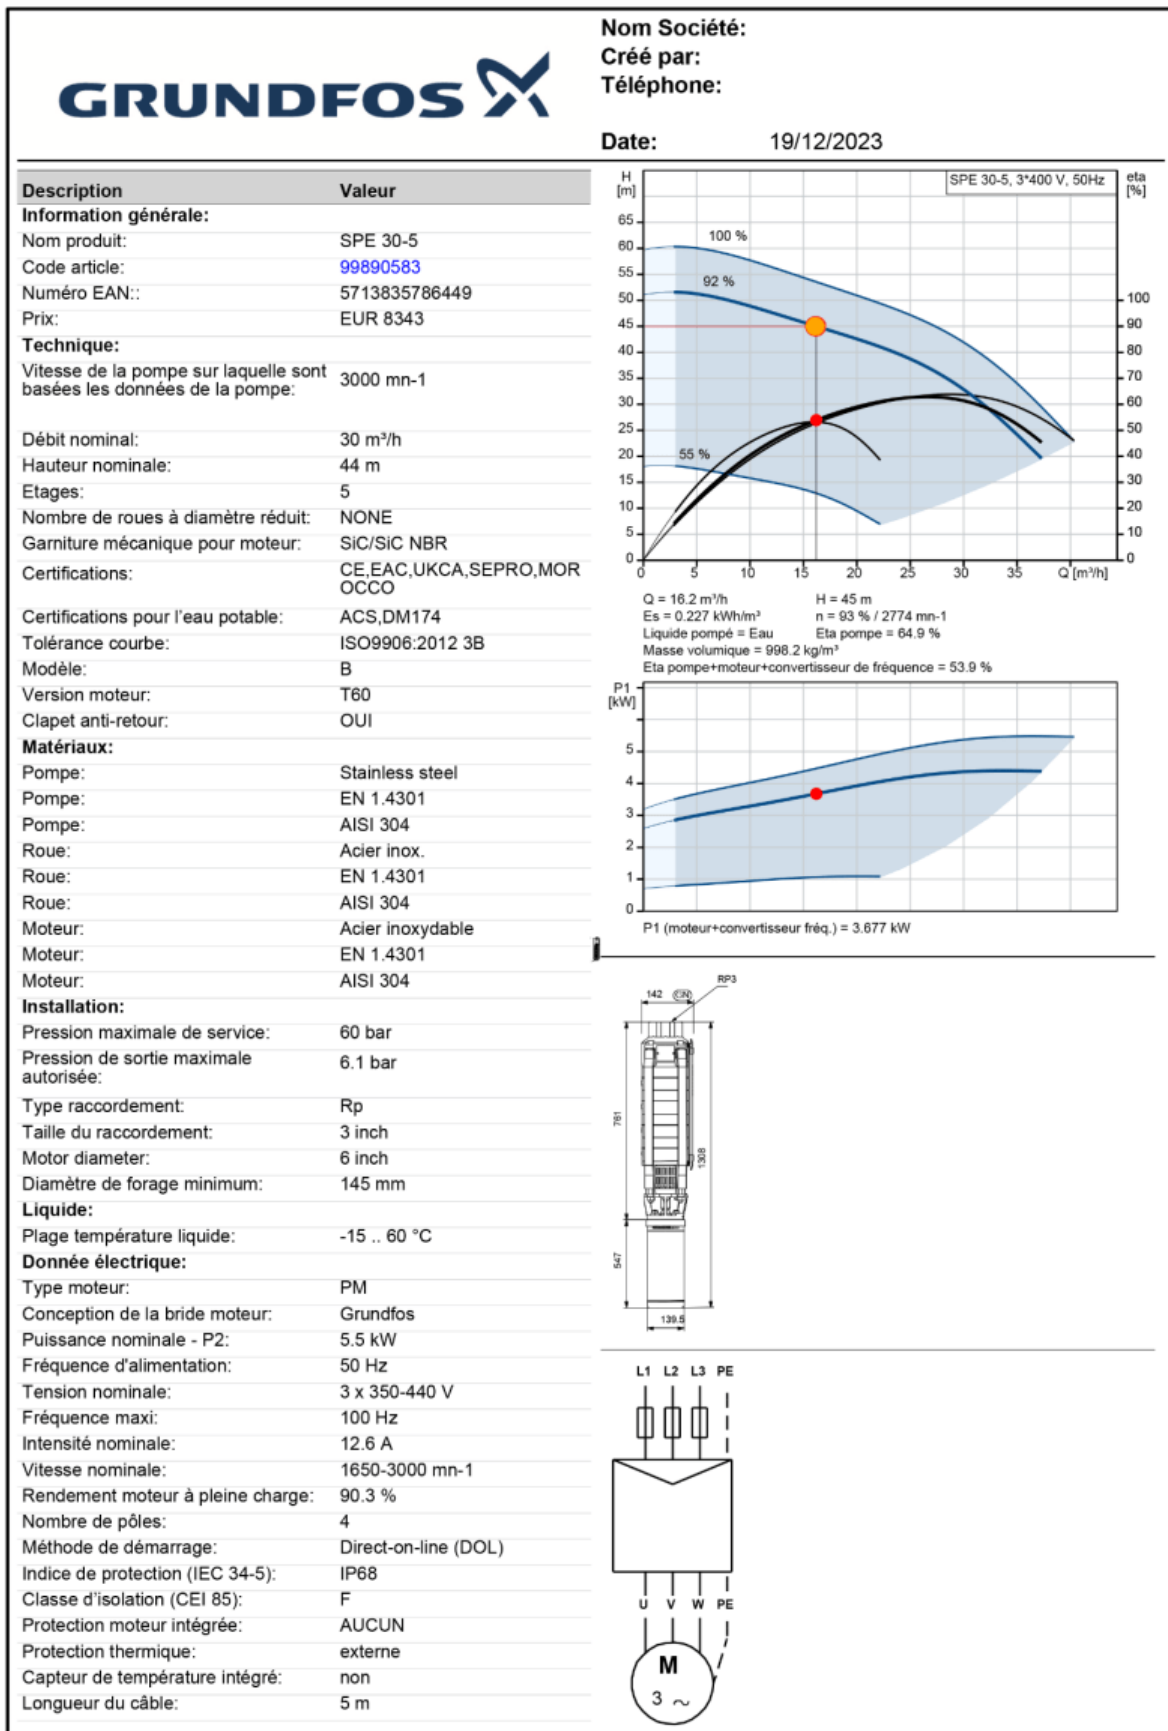 GRUNDFOS
Nom Société:
Créé par:
Téléphone:
Date: 19/12/2023
Description Valeur
Information générale:
Nom produit: SPE 30-5
Code article: 99890583
Numéro EAN:: 5713835786449
Prix: EUR 8343
Technique:
Vitesse de la pompe sur laquelle sont
basées les données de la pompe: 3000 mn-1
Débit nominal: 30 m³/h
Hauteur nominale: 44 m
Etages: 5
Nombre de roues à diamètre réduit: NONE
Garniture mécanique pour moteur: SiC/SiC NBR
Certifications: CE,EAC,UKCA,SEPRO,MOR
OCCO
Certifications pour l'eau potable: ACS,DM174
Tolérance courbe: ISO9906:2012 3B
Modèle: B
Version moteur: T60
Clapet anti-retour: OUI
Matériaux:
Pompe: Stainless steel
Pompe: EN 1.4301
Pompe: AISI 304
Roue: Acier inox.
Roue: EN 1.4301
Roue: AISI 304
Moteur: Acier inoxydable
Moteur: EN 1.4301
Moteur: AISI 304
Installation:
Pression maximale de service: 60 bar
Pression de sortie maximale
autorisée: 6.1 bar
Type raccordement: Rp
Taille du raccordement: 3 inch
Motor diameter: 6 inch
Diamètre de forage minimum: 145 mm
Liquide:
Plage température liquide: -15 .. 60 °C
Donnée électrique:
Type moteur: PM
Conception de la bride moteur: Grundfos
Puissance nominale - P2: 5.5 kW
Fréquence d'alimentation: 50 Hz
Tension nominale: 3 x 350-440 V
Fréquence maxi: 100 Hz
Intensité nominale: 12.6 A
Vitesse nominale: 1650-3000 mn-1
Rendement moteur à pleine charge: 90.3 %
Nombre de pôles: 4
Méthode de démarrage: Direct-on-line (DOL)
Indice de protection (IEC 34-5): IP68
Classe d'isolation (CEI 85): F
Protection moteur intégrée: AUCUN
Protection thermique: externe
Capteur de température intégré: non
Longueur du câble: 5 m
H
[m]
SPE 30-5, 3*400 V, 50Hz
eta
[%]
65
60
55
50 100
45 90
40 80
35 70
30 60
25 50
20 40
15 30
10 20
5 10
0 0
100 %
92 %
55 %
0 5 10 15 20 25 30 35 Q [m³/h]
Q = 16.2 m³/h H = 45 m
Es = 0.227 kWh/m³ n = 93 % / 2774 mn-1
Liquide pompé = Eau Eta pompe = 64.9 %
Masse volumique = 998.2 kg/m³
Eta pompe+moteur+convertisseur de fréquence = 53.9 %
P1
[kW]
5
4
3
2
1
0
P1 (moteur+convertisseur fréq.) = 3.677 kW
RP3
142
761
1308
547
139.5
L1 L2 L3 PE
U V W PE
M
3 ~